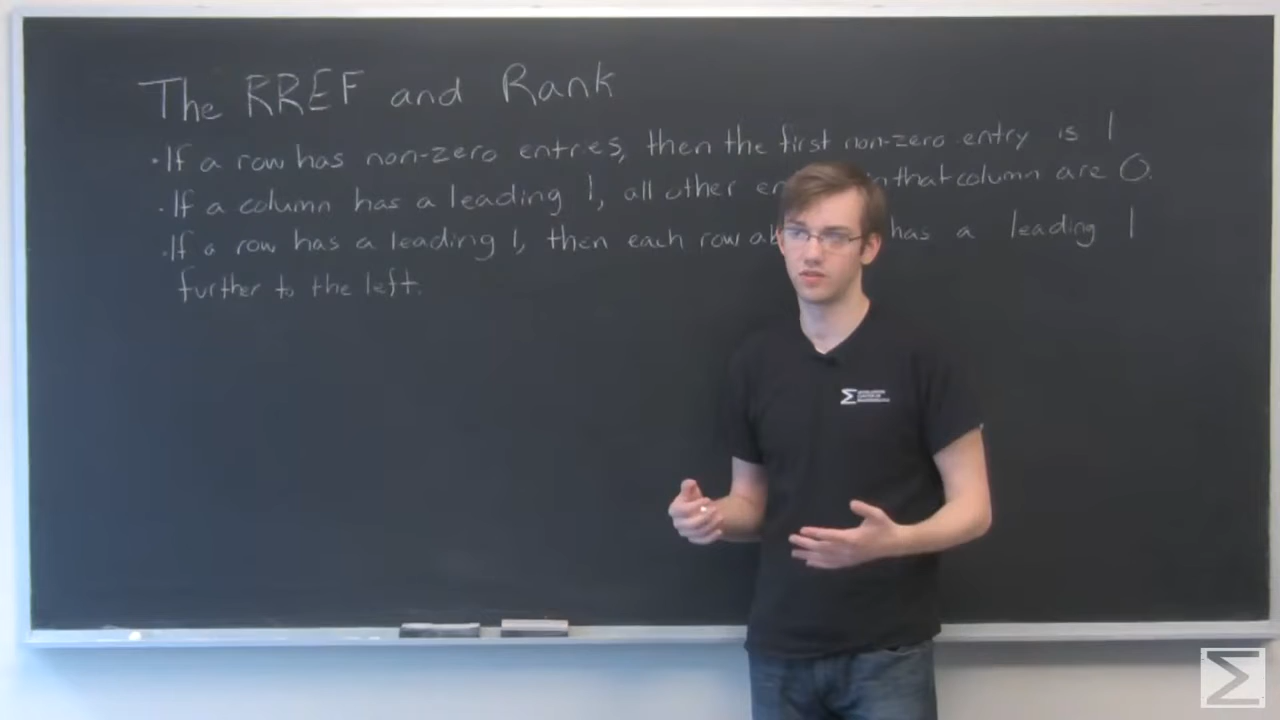 The RREF and Rank
· If a row has non-zero entries, then the first non-zero entry is 1
· If a column has a leading 1, all other in that column are 0.
· If a row has a leading 1, then each row has a leading 1
further to the left.
Σ
Σ